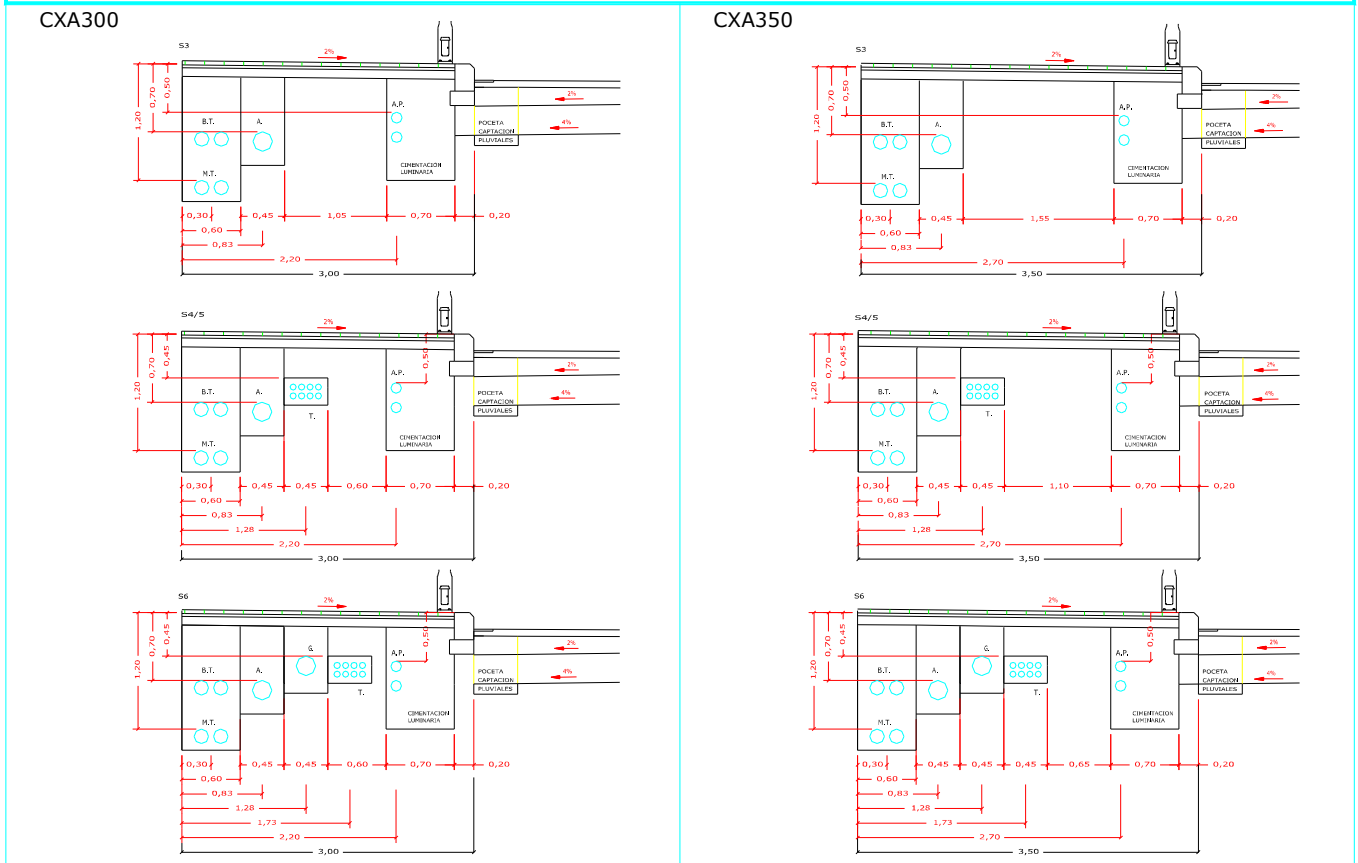 CXA300
S3
2%
0,50
0,70
1,20
B.T.
A.
A.P.
M.T.
CIMENTACION
LUMINARIA
POCETA
CAPTACION
PLUVIALES
2%
4%
0,30
0,45
1,05
0,70
0,20
0,60
0,83
2,20
3,00
S4/5
2%
0,45
0,70
1,20
0,50
B.T.
A.
T.
A.P.
M.T.
CIMENTACION
LUMINARIA
POCETA
CAPTACION
PLUVIALES
2%
4%
0,30
0,45
0,45
0,60
0,70
0,20
0,60
0,83
1,28
2,20
3,00
S6
2%
0,45
0,70
1,20
0,50
B.T.
A.
G.
T.
A.P.
M.T.
CIMENTACION
LUMINARIA
POCETA
CAPTACION
PLUVIALES
2%
4%
0,30
0,45
0,45
0,60
0,70
0,20
0,60
0,83
1,28
1,73
2,20
3,00
CXA350
S3
2%
0,50
0,70
1,20
B.T.
A.
A.P.
M.T.
CIMENTACION
LUMINARIA
POCETA
CAPTACION
PLUVIALES
2%
4%
0,30
0,45
1,55
0,70
0,20
0,60
0,83
2,70
3,50
S4/5
2%
0,45
0,70
1,20
0,50
B.T.
A.
T.
A.P.
M.T.
CIMENTACION
LUMINARIA
POCETA
CAPTACION
PLUVIALES
2%
4%
0,30
0,45
0,45
1,10
0,70
0,20
0,60
0,83
1,28
2,70
3,50
S6
2%
0,45
0,70
1,20
0,50
B.T.
A.
G.
T.
A.P.
M.T.
CIMENTACION
LUMINARIA
POCETA
CAPTACION
PLUVIALES
2%
4%
0,30
0,45
0,45
0,45
0,65
0,70
0,20
0,60
0,83
1,28
1,73
2,70
3,50